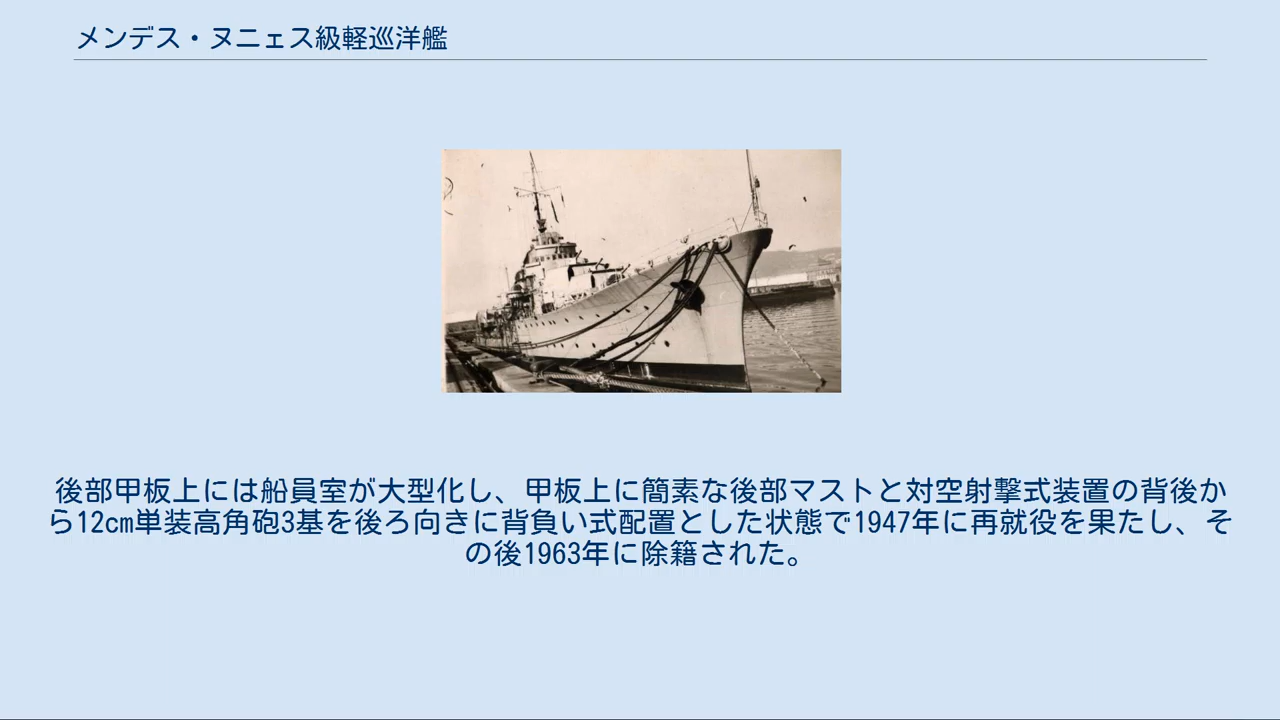 メンデス・ヌニェス級軽巡洋艦
後部甲板上には船員室が大型化し、甲板上に簡素な後部マストと対空射撃式装置の背後か
ら12cm単装高角砲3基を後ろ向きに背負い式配置とした状態で1947年に再就役を果たし、そ
の後1963年に除籍された。